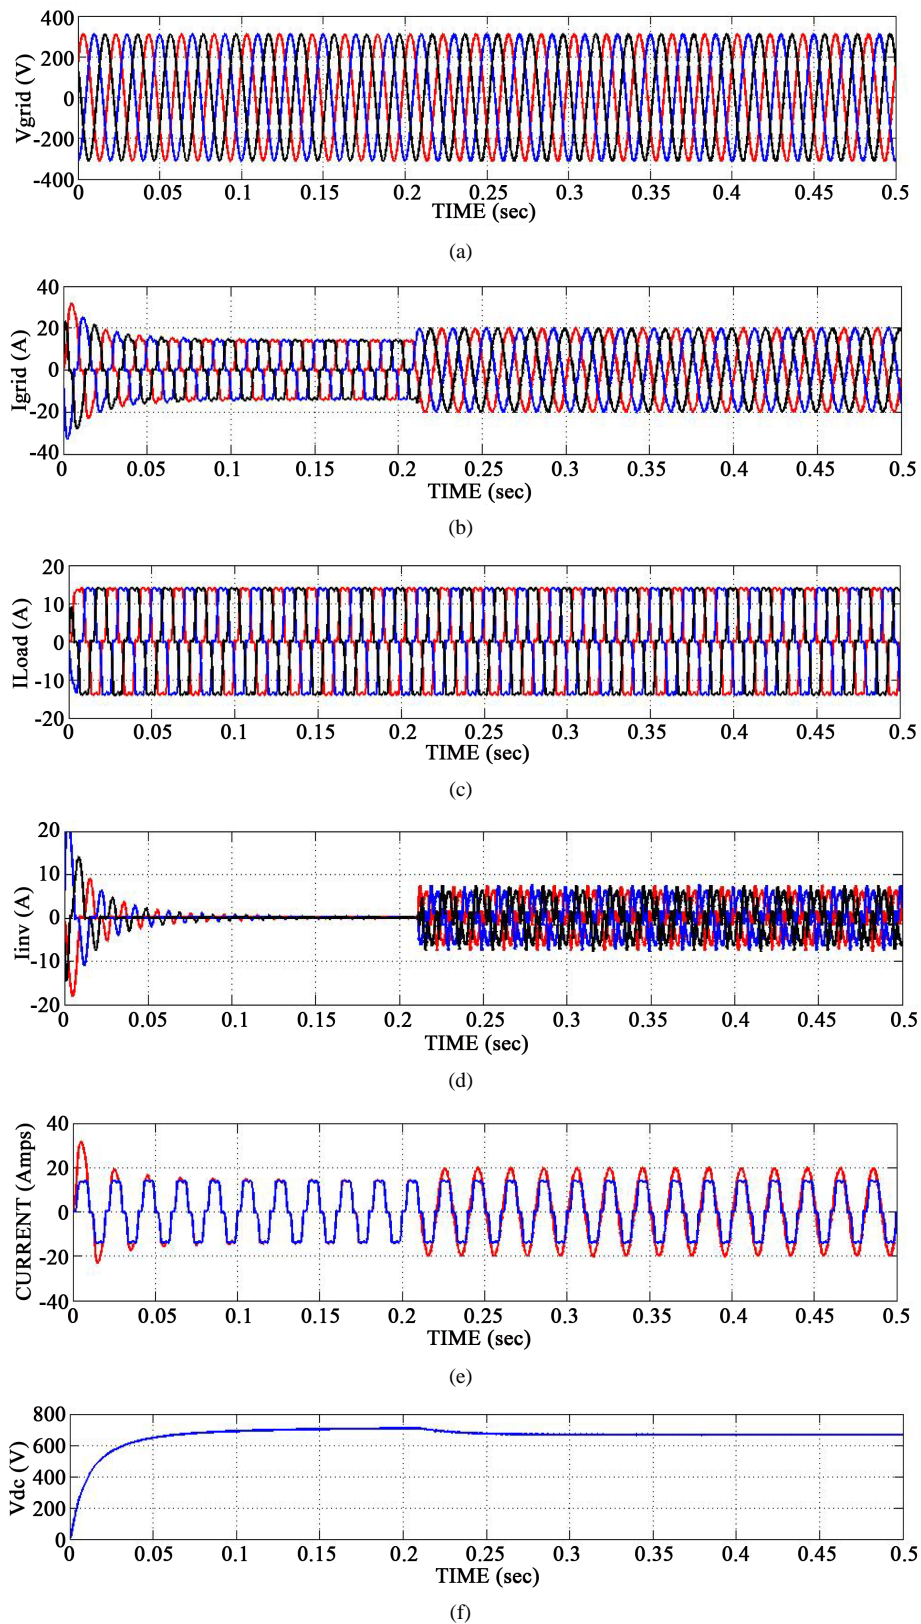 400
200
0
-200
-400
Vgrid (V)
0 0.05 0.1 0.15 0.2 0.25 0.3 0.35 0.4 0.45 0.5
TIME (sec)
(a)
40
20
0
-20
-40
Igrid (A)
0 0.05 0.1 0.15 0.2 0.25 0.3 0.35 0.4 0.45 0.5
TIME (sec)
(b)
20
10
0
-10
-20
ILoad (A)
0 0.05 0.1 0.15 0.2 0.25 0.3 0.35 0.4 0.45 0.5
TIME (sec)
(c)
20
10
0
-10
-20
Iinv (A)
0 0.05 0.1 0.15 0.2 0.25 0.3 0.35 0.4 0.45 0.5
TIME (sec)
(d)
40
20
0
-20
-40
CURRENT (Amps)
0 0.05 0.1 0.15 0.2 0.25 0.3 0.35 0.4 0.45 0.5
TIME (sec)
(e)
800
600
400
200
0
Vdc (V)
0 0.05 0.1 0.15 0.2 0.25 0.3 0.35 0.4 0.45 0.5
TIME (sec)
(f)